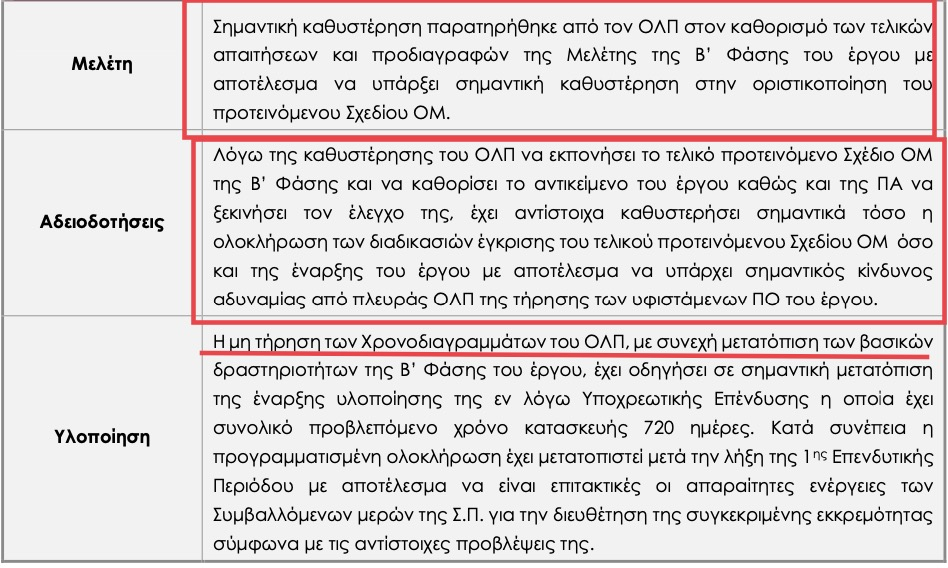 Μελέτη
Σημαντική καθυστέρηση παρατηρήθηκε από τον ΟΛΠ στον καθορισμό των τελικών
απαιτήσεων και προδιαγραφών της Μελέτης της Β’ Φάσης του έργου με
αποτέλεσμα να υπάρξει σημαντική καθυστέρηση στην οριστικοποίηση του
προτεινόμενου Σχεδίου ΟΜ.
Αδειοδοτήσεις
Λόγω της καθυστέρησης του ΟΛΠ να εκπονήσει το τελικό προτεινόμενο Σχέδιο ΟΜ
της Β’ Φάσης και να καθορίσει το αντικείμενο του έργου καθώς και της ΠΑ να
ξεκινήσει τον έλεγχο της, έχει αντίστοιχα καθυστερήσει σημαντικά τόσο η
ολοκλήρωση των διαδικασιών έγκρισης του τελικού προτεινόμενου Σχεδίου ΟΜ όσο
και της έναρξης του έργου με αποτέλεσμα να υπάρχει σημαντικός κίνδυνος
αδυναμίας από πλευράς ΟΛΠ της τήρησης των υφιστάμενων ΠΟ του έργου.
Υλοποίηση
Η μη τήρηση των Χρονοδιαγραμμάτων του ΟΛΠ, με συνεχή μετατόπιση των βασικών
δραστηριοτήτων της Β’ Φάσης του έργου, έχει οδηγήσει σε σημαντική μετατόπιση
της έναρξης υλοποίησης της εν λόγω Υποχρεωτικής Επένδυσης η οποία έχει
συνολικό προβλεπόμενο χρόνο κατασκευής 720 ημέρες. Κατά συνέπεια η
προγραμματισμένη ολοκλήρωση έχει μετατοπιστεί μετά την λήξη της 1ης Επενδυτικής
Περιόδου με αποτέλεσμα να είναι επιτακτικές οι απαραίτητες ενέργειες των
Συμβαλλόμενων μερών της Σ.Π. για την διευθέτηση της συγκεκριμένης εκκρεμότητας
σύμφωνα με τις αντίστοιχες προβλέψεις της.